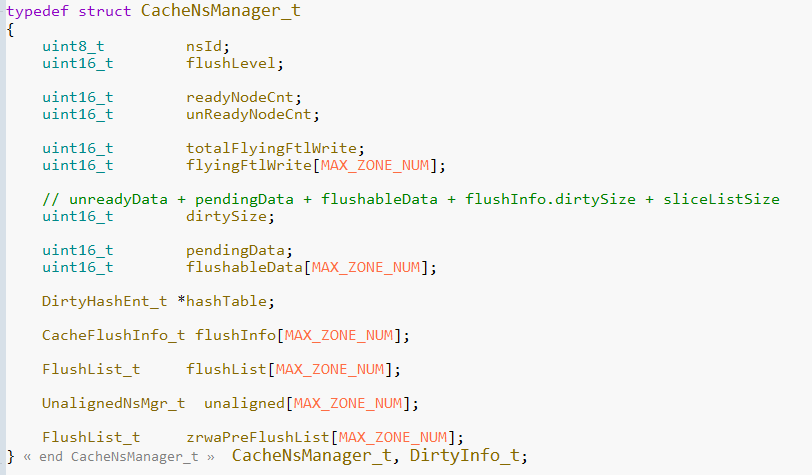 typedef struct CacheNsManager_t
{
uint8_t nsId;
uint16_t flushLevel;
uint16_t readyNodeCnt;
uint16_t unReadyNodeCnt;
uint16_t totalFlyingFtlWrite;
uint16_t flyingFtlWrite[MAX_ZONE_NUM];
// unreadyData + pendingData + flushableData + flushInfo.dirtySize + sliceListSize
uint16_t dirtySize;
uint16_t pendingData;
uint16_t flushableData[MAX_ZONE_NUM];
DirtyHashEnt_t *hashTable;
CacheFlushInfo_t flushInfo[MAX_ZONE_NUM];
FlushList_t flushList[MAX_ZONE_NUM];
UnalignedNsMgr_t unaligned[MAX_ZONE_NUM];
FlushList_t zrwaPreFlushList[MAX_ZONE_NUM];
} « end CacheNsManager_t » CacheNsManager_t, DirtyInfo_t;